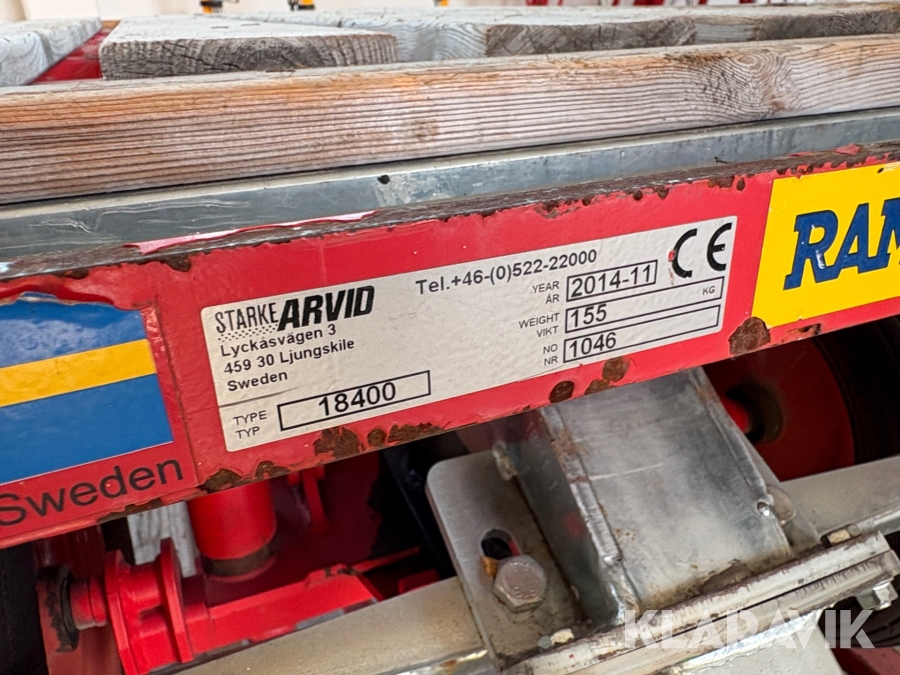 STARKE ARVID
Lyckåsvägen 3
459 30 Ljungskile
Sweden
TYPE
TYP
18400
Tel.+46-(0)522-22000
YEAR
ÅR
2014-11
WEIGHT
VIKT
155
KG
NO
NR
1046
CE
RAM
Sweden
KLARAVIK